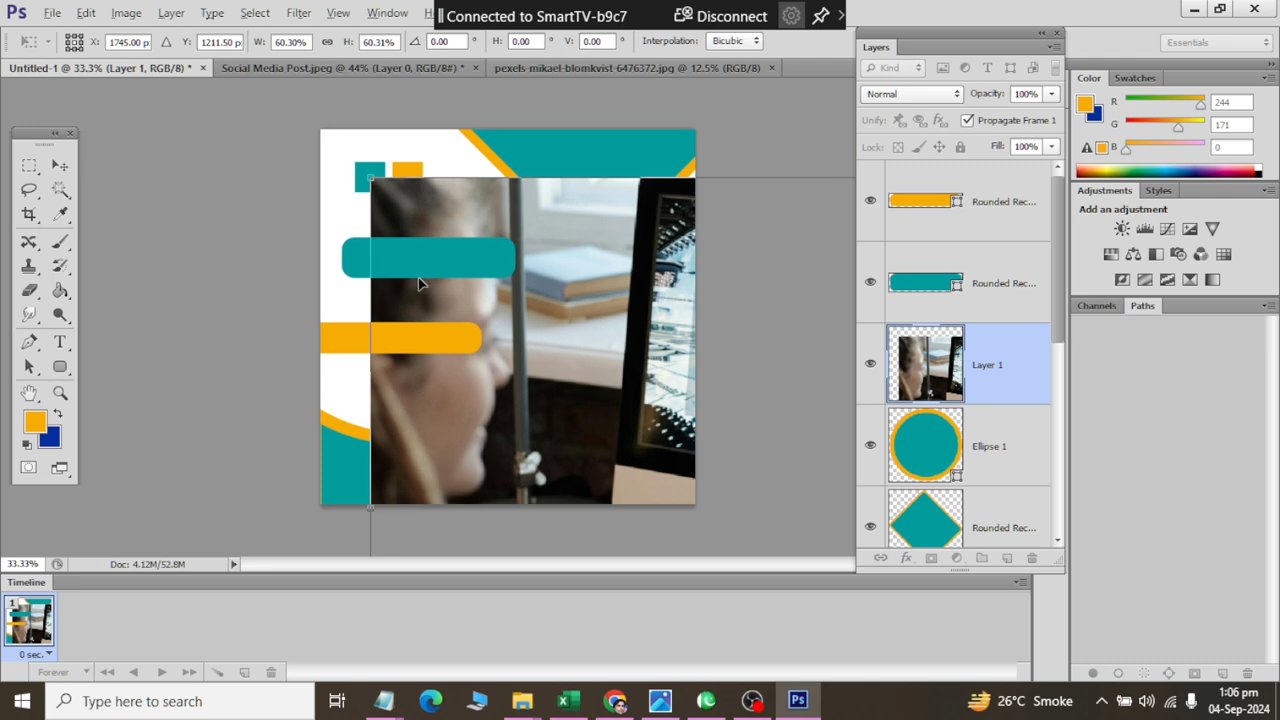 Connected to SmartTV-b9c7
Disconnect
Ps
File Edit Image Layer Type Select Filter View Window
X: 1745.00 px Y: 1211.50 px W: 60.30% H: 60.31% 0.00 ° H: 0.00 ° V: 0.00 ° Interpolation: Bicubic
Essentials
Untitled-1 @ 33.3% (Layer 1, RGB/8) * ×
Social Media Post.jpeg @ 44% (Layer 0, RGB/8#) * ×
pexels-mikael-blomkvist-6476372.jpg @ 12.5% (RGB/8) ×
Layers
Kind
Normal Opacity: 100%
Unify: Propagate Frame 1
Lock: Fill: 100%
Rounded Rec...
Rounded Rec...
Layer 1
Ellipse 1
Rounded Rec...
Color Swatches
R 244
G 171
B 0
Adjustments Styles
Add an adjustment
Channels Paths
33.33% Doc: 4.12M/52.8M
Timeline
1
0 sec.
Forever
Type here to search
26°C Smoke
1:06 pm
04-Sep-2024